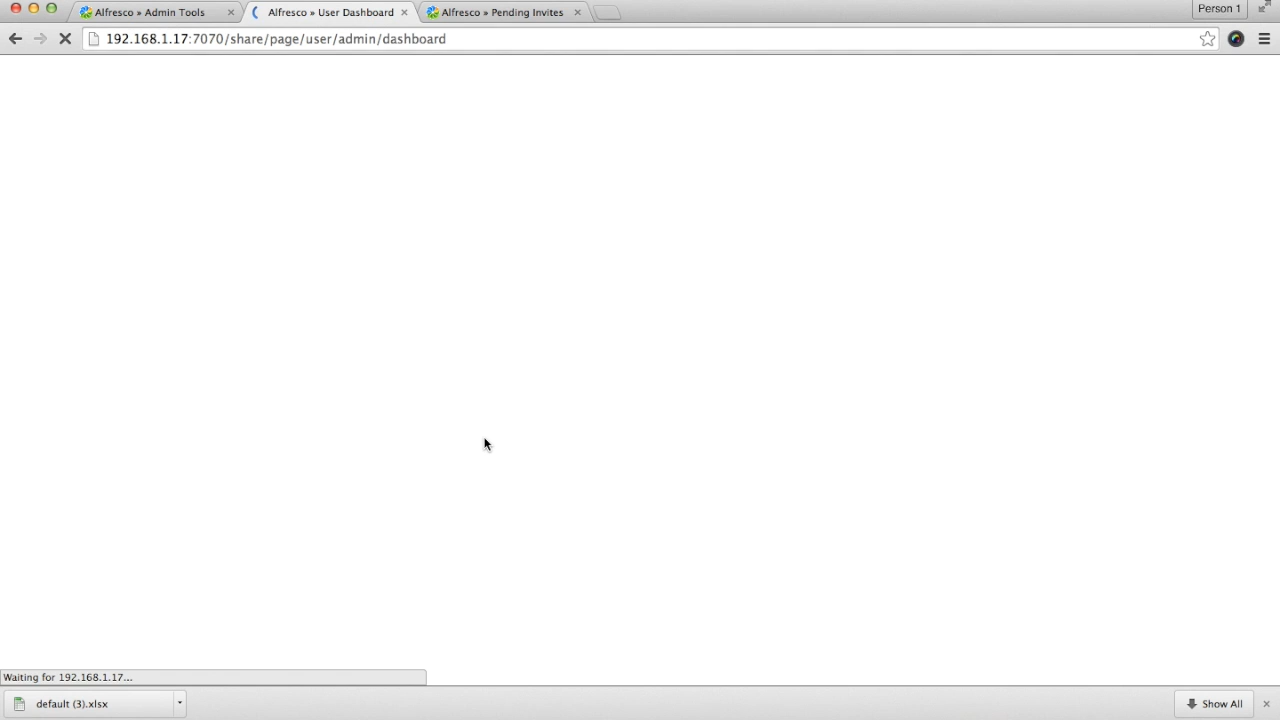 Alfresco » Admin Tools
Alfresco » User Dashboard
Alfresco » Pending Invites
Person 1
192.168.1.17:7070/share/page/user/admin/dashboard
Waiting for 192.168.1.17...
default (3).xlsx
Show All